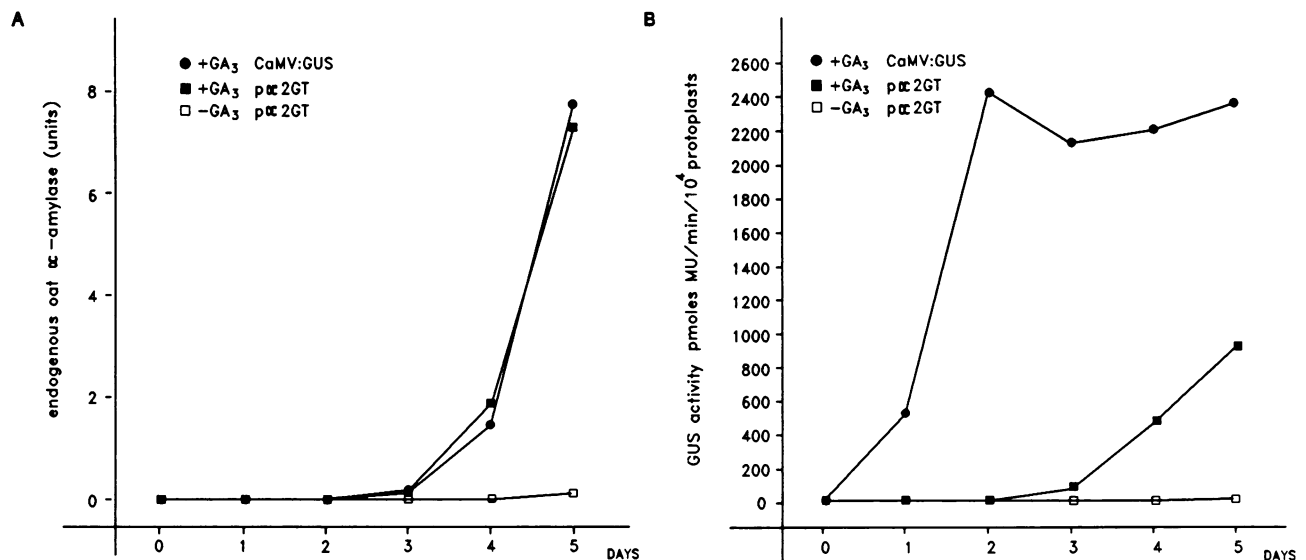 A
● +GA₃ CaMV:GUS
■ +GA₃ pα2GT
□ −GA₃ pα2GT
endogenous oat α-amylase (units)
8
6
4
2
0
0 1 2 3 4 5 DAYS
B
● +GA₃ CaMV:GUS
■ +GA₃ pα2GT
□ −GA₃ pα2GT
GUS activity pmoles MU/min/10⁴ protoplasts
2600
2400
2200
2000
1800
1600
1400
1200
1000
800
600
400
200
0
0 1 2 3 4 5 DAYS